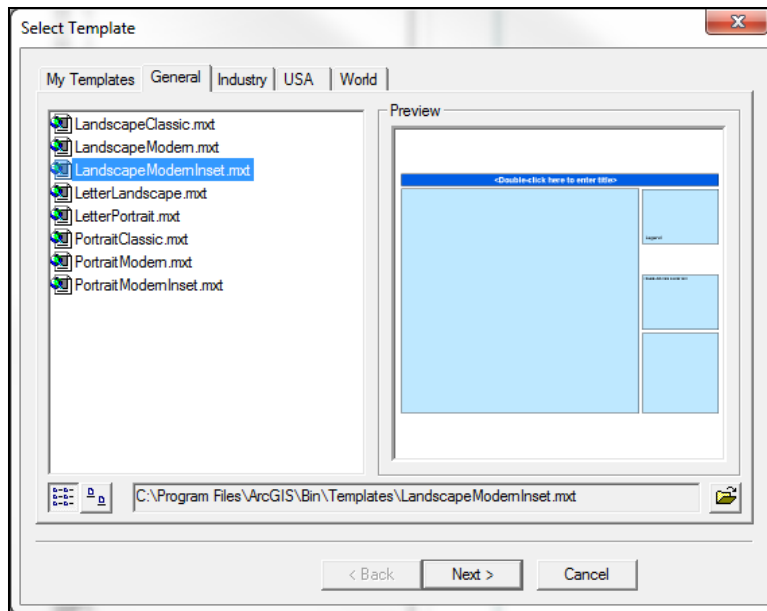 Select Template
My Templates General Industry USA World
LandscapeClassic.mxt
LandscapeModern.mxt
LandscapeModernInset.mxt
LetterLandscape.mxt
LetterPortrait.mxt
PortraitClassic.mxt
PortraitModern.mxt
PortraitModernInset.mxt
Preview
<Double-click here to enter title>
Legend
C:\Program Files\ArcGIS\Bin\Templates\LandscapeModernInset.mxt
< Back Next > Cancel